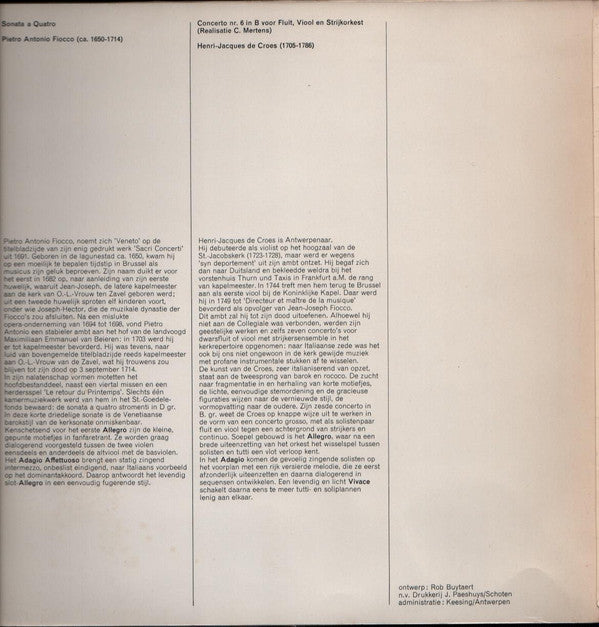 Sonata a Quatro
Pietro Antonio Fiocco (ca. 1650-1714)
Pietro Antonio Fiocco, noemt zich 'Veneto' op de
titelbladzijde van zijn enig gedrukt werk 'Sacri Concerti'
uit 1691. Geboren in de lagunestad ca. 1650, kwam hij
op een moeilijk te bepalen tijdstip in Brussel als
musicus zijn geluk beproeven. Zijn naam duikt er voor
het eerst in 1682 op, naar aanleiding van zijn eerste
huwelijk, waaruit Jean-Joseph, de latere kapelmeester
aan de kerk van O.-L.-Vrouw ten Zavel geboren werd;
uit een tweede huwelijk sproten elf kinderen voort,
onder wie Joseph-Hector, die de muzikale dynastie der
Fiocco's zou afsluiten. Na een mislukte
opera-onderneming van 1694 tot 1698, vond Pietro
Antonio een stabieler ambt aan het hof van de landvoogd
Maximiliaan Emmanuel van Beieren: in 1703 werd hij
er tot kapelmeester bevorderd. Hij was tevens, naar
luid van bovengemelde titelbladzijde reeds kapelmeester
aan O.-L.-Vrouw van de Zavel, wat hij trouwens zou
blijven tot zijn dood op 3 september 1714.
In zijn nalatenschap vormen motetten het
hoofdbestanddeel, naast een viertal missen en een
herdersspel 'Le retour du Printemps'. Slechts één
kamermuziekwerk werd van hem in het St.-Goedele-
fonds bewaard: de sonata a quatro stromenti in D gr.
In deze korte driedelige sonate is de Venetiaanse
barokstijl van de kerksonate onmiskenbaar.
Kenschetsend voor het eerste Allegro zijn de kleine,
gepunte motiefjes in fanfaretrant. Ze worden graag
dialogerend voorgesteld tussen de twee violen
eensdeels en anderdeels de altviool met de basviolen.
Het Adagio Affettuoso brengt een statig zingend
intermezzo, onbeslist eindigend, naar Italiaans voorbeeld
op het dominantakkoord. Daarop antwoordt het levendig
slot-Allegro in een eenvoudig fugerende stijl.
Concerto nr. 6 in B voor Fluit, Viool en Strijkorkest
(Realisatie C. Mertens)
Henri-Jacques de Croes (1705-1786)
Henri-Jacques de Croes is Antwerpenaar.
Hij debuteerde als violist op het hoogzaal van de
St.-Jacobskerk (1723-1728), maar werd er wegens
'syn deportement' uit zijn ambt ontzet. Hij begaf zich
dan naar Duitsland en bekleedde weldra bij het
vorstenhuis Thurn und Taxis in Frankfurt a.M. de rang
van kapelmeester. In 1744 treft men hem terug te Brussel
aan als eerste viool bij de Koninklijke Kapel. Daar werd
hij in 1749 tot 'Directeur et maître de la musique'
bevorderd als opvolger van Jean-Joseph Fiocco.
Dit ambt zal hij tot zijn dood uitoefenen. Alhoewel hij
niet aan de Collegiale was verbonden, werden zijn
geestelijke werken en zelfs zeven concerto's voor
dwarsfluit of viool met strijkersensemble in het
kerkrepertoire opgenomen: naar Italiaanse zede was het
ook bij ons niet ongewoon in de kerk gewijde muziek
met profane instrumentale stukken af te wisselen.
De kunst van de Croes, zeer italianiserend van opzet,
staat aan de tweesprong van barok en rococo. De zucht
naar fragmentatie in en herhaling van korte motiefjes,
de lichte, eenvoudige stemordening en de gracieuze
figuraties wijzen naar de vernieuwde stijl, de
vormopvatting naar de oudere. Zijn zesde concerto in
B. gr. weet de Croes op knappe wijze uit te werken in
de vorm van een concerto grosso, met als solistenpaar
fluit en viool tegen een achtergrond van strijkers en
continuo. Soepel gebouwd is het Allegro, waar na een
brede uiteenzetting van het orkest het wisselspel tussen
solisten en tutti een vlot verloop kent.
In het Adagio komen de gevoelig zingende solisten op
het voorplan met een rijk versierde melodie, die ze eerst
afzonderlijk uiteenzetten en daarna dialogerend in
sequensen ontwikkelen. Een levendig en licht Vivace
schakelt daarna eens te meer tutti- en soliplannen
lenig aan elkaar.
ontwerp: Rob Buytaert
n.v. Drukkerij J. Paeshuys/Schoten
administratie: Keesing/Antwerpen